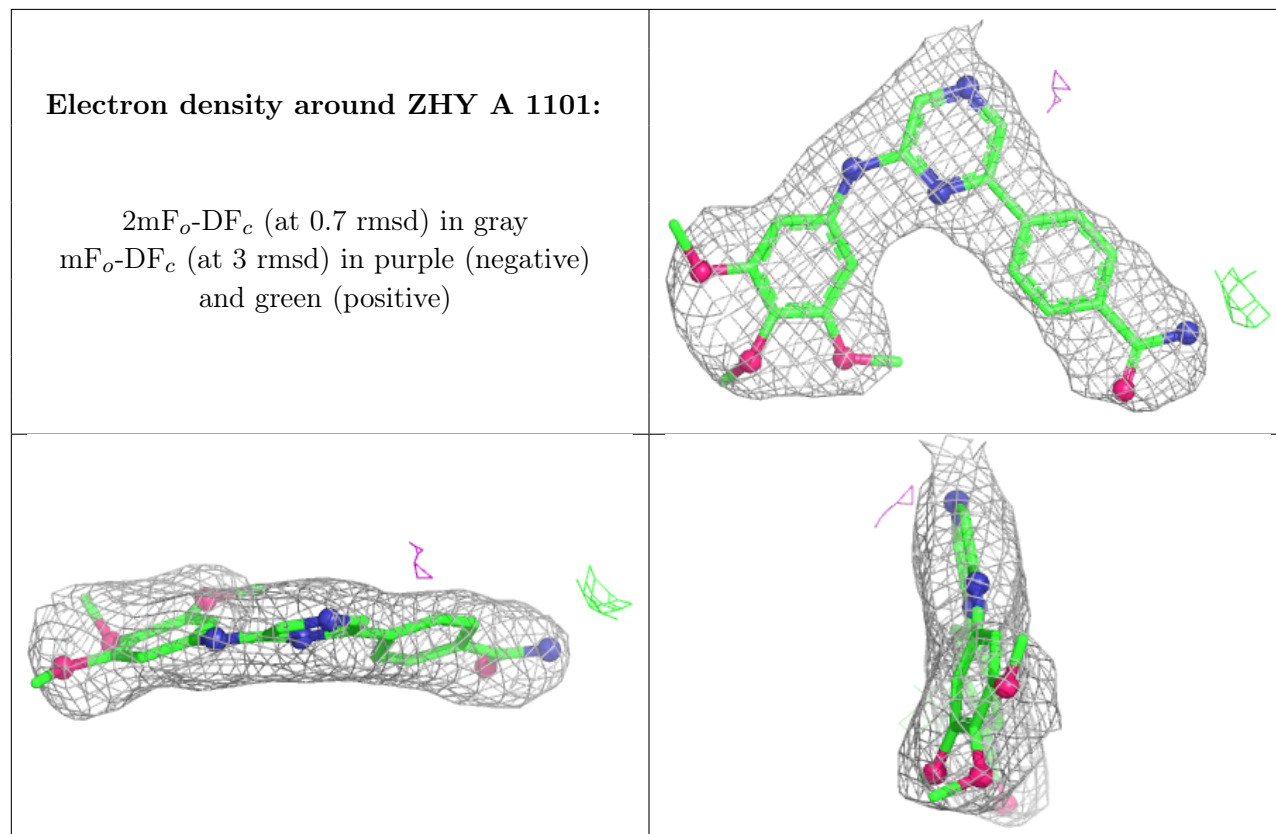 Electron density around ZHY A 1101:
2mFo-DFc (at 0.7 rmsd) in gray
mFo-DFc (at 3 rmsd) in purple (negative)
and green (positive)